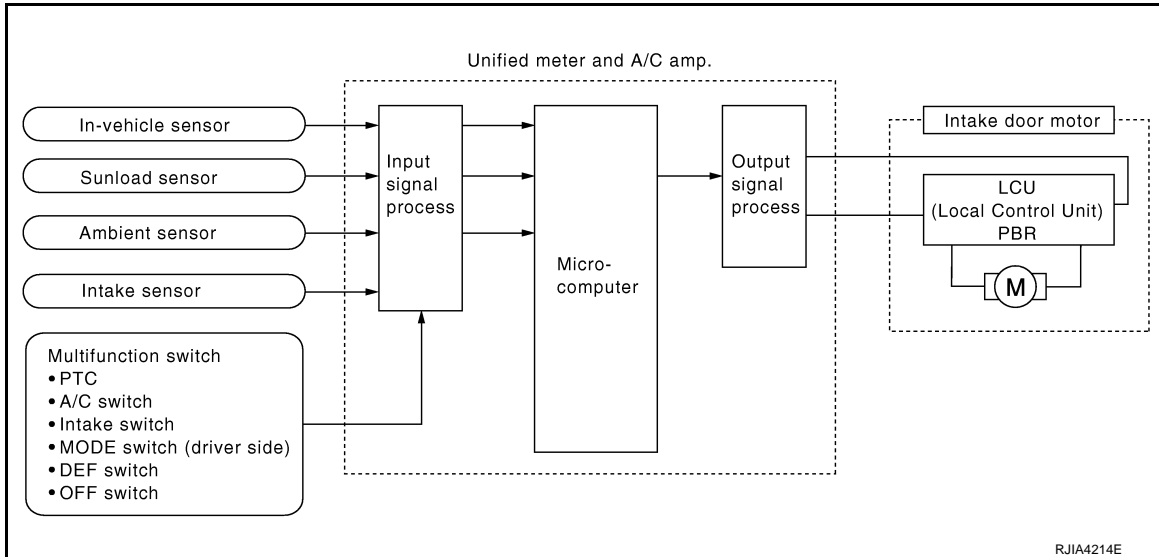 Unified meter and A/C amp.
In-vehicle sensor
Sunload sensor
Ambient sensor
Intake sensor
Multifunction switch
• PTC
• A/C switch
• Intake switch
• MODE switch (driver side)
• DEF switch
• OFF switch
Input
signal
process
Micro-
computer
Output
signal
process
Intake door motor
LCU
(Local Control Unit)
PBR
M
RJIA4214E